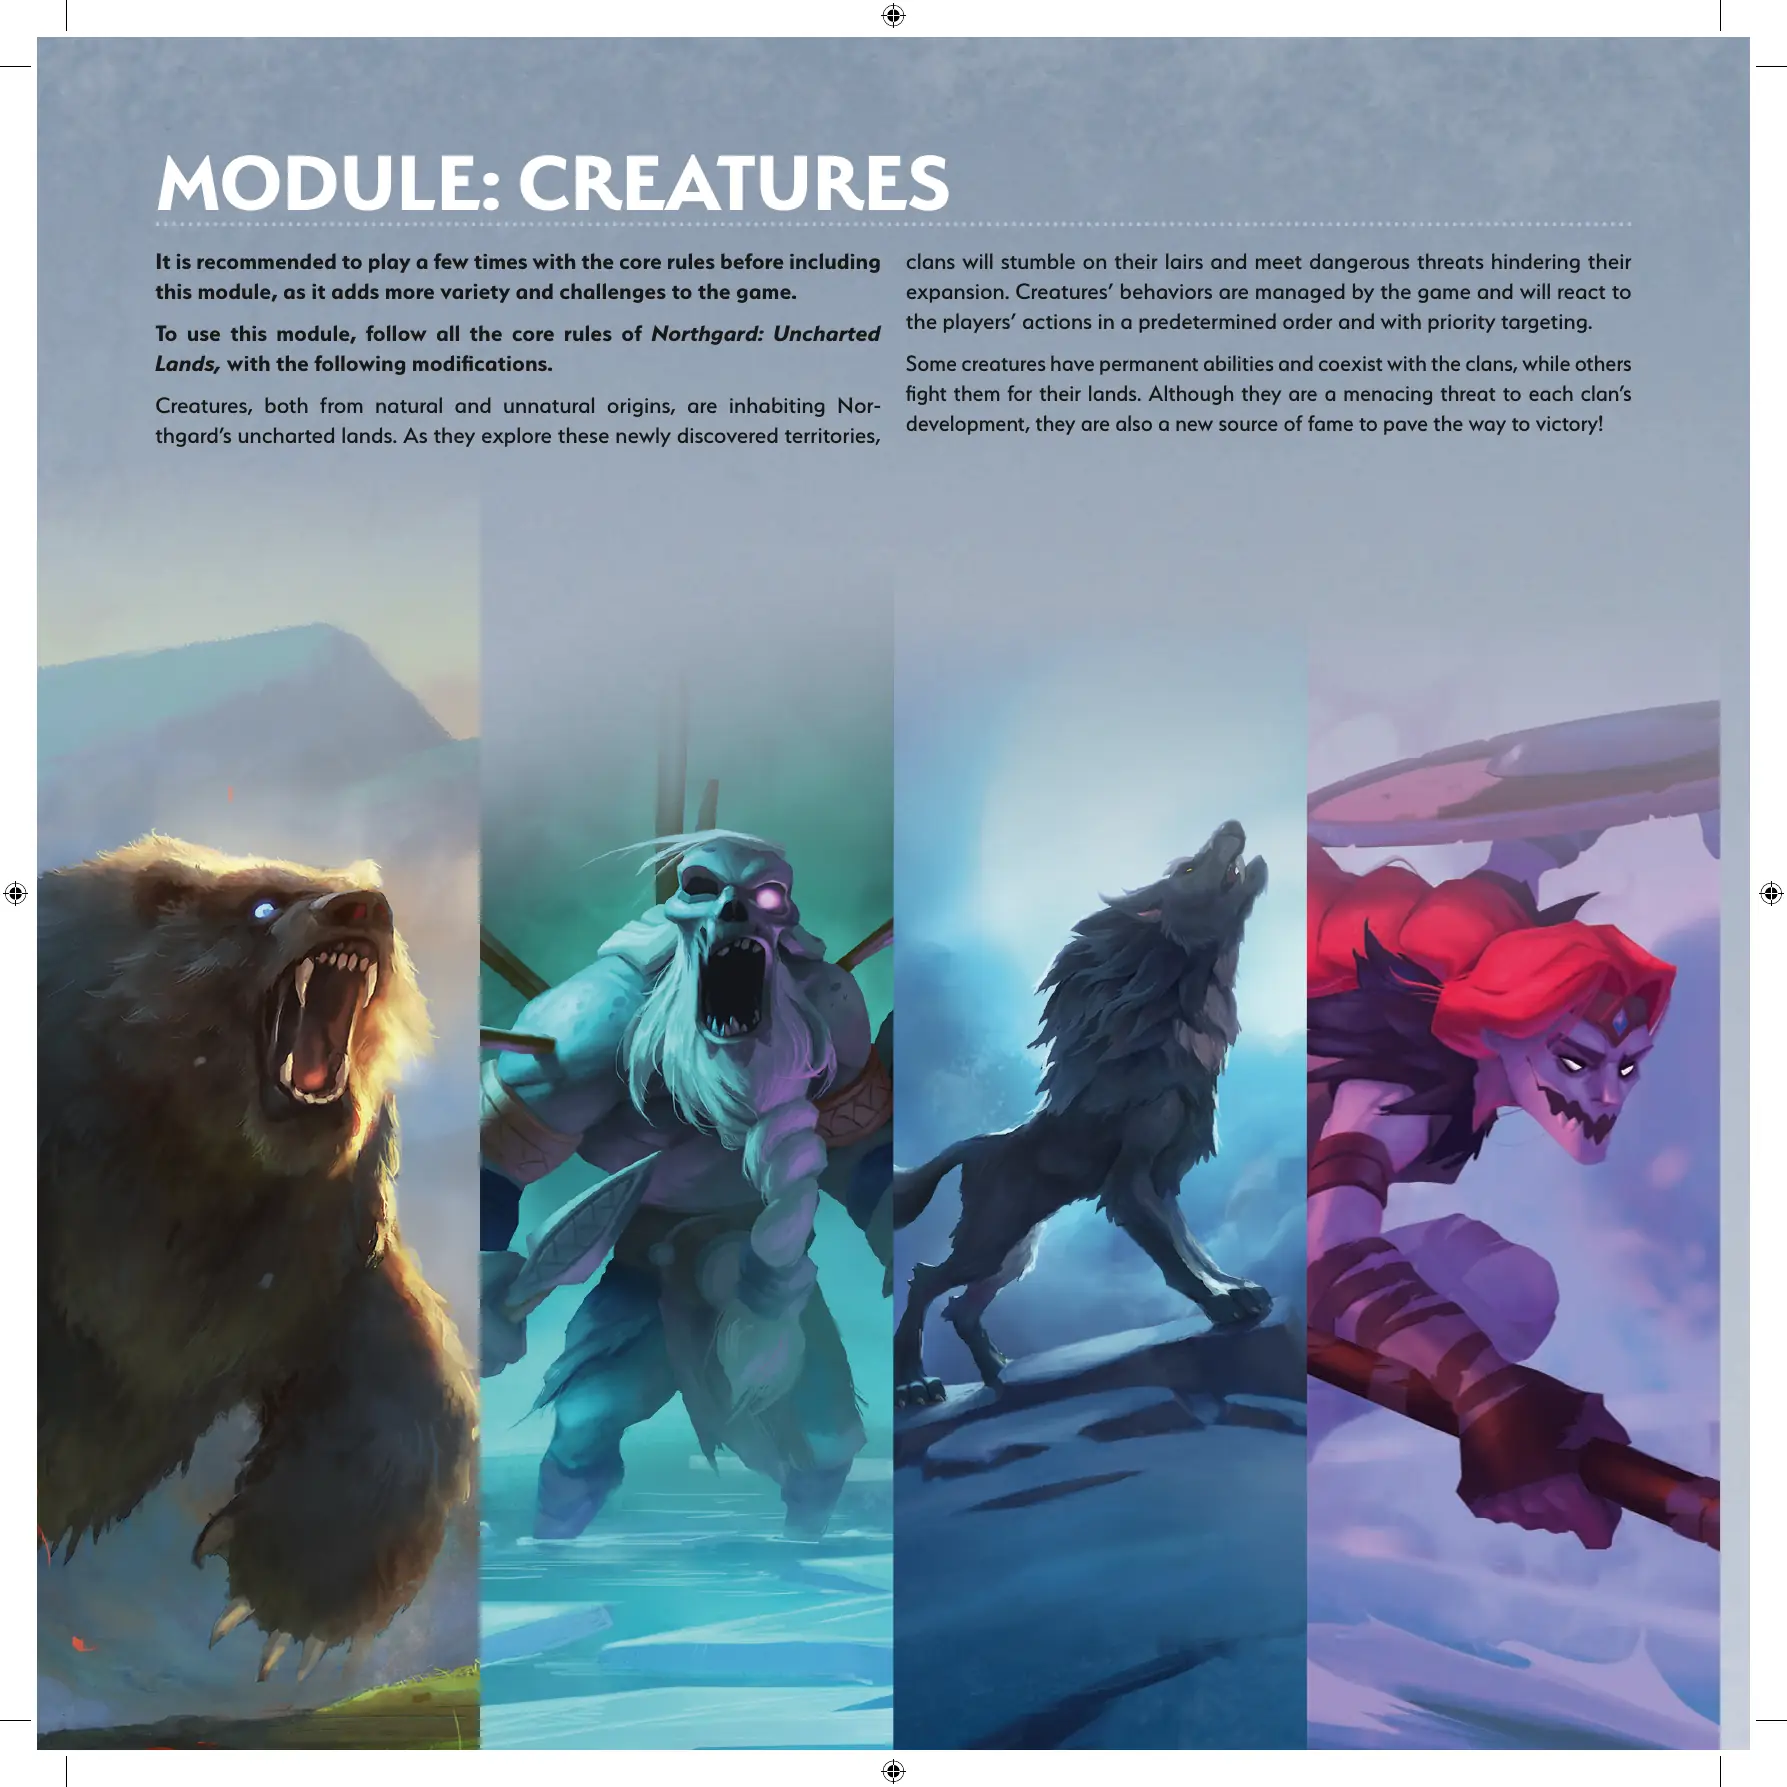 MODULE: CREATURES
It is recommended to play a few times with the core rules before including
this module, as it adds more variety and challenges to the game.
To use this module, follow all the core rules of Northgard: Uncharted
Lands, with the following modifications.
Creatures, both from natural and unnatural origins, are inhabiting Nor-
thgard’s uncharted lands. As they explore these newly discovered territories,
clans will stumble on their lairs and meet dangerous threats hindering their
expansion. Creatures’ behaviors are managed by the game and will react to
the players’ actions in a predetermined order and with priority targeting.
Some creatures have permanent abilities and coexist with the clans, while others
fight them for their lands. Although they are a menacing threat to each clan’s
development, they are also a new source of fame to pave the way to victory!